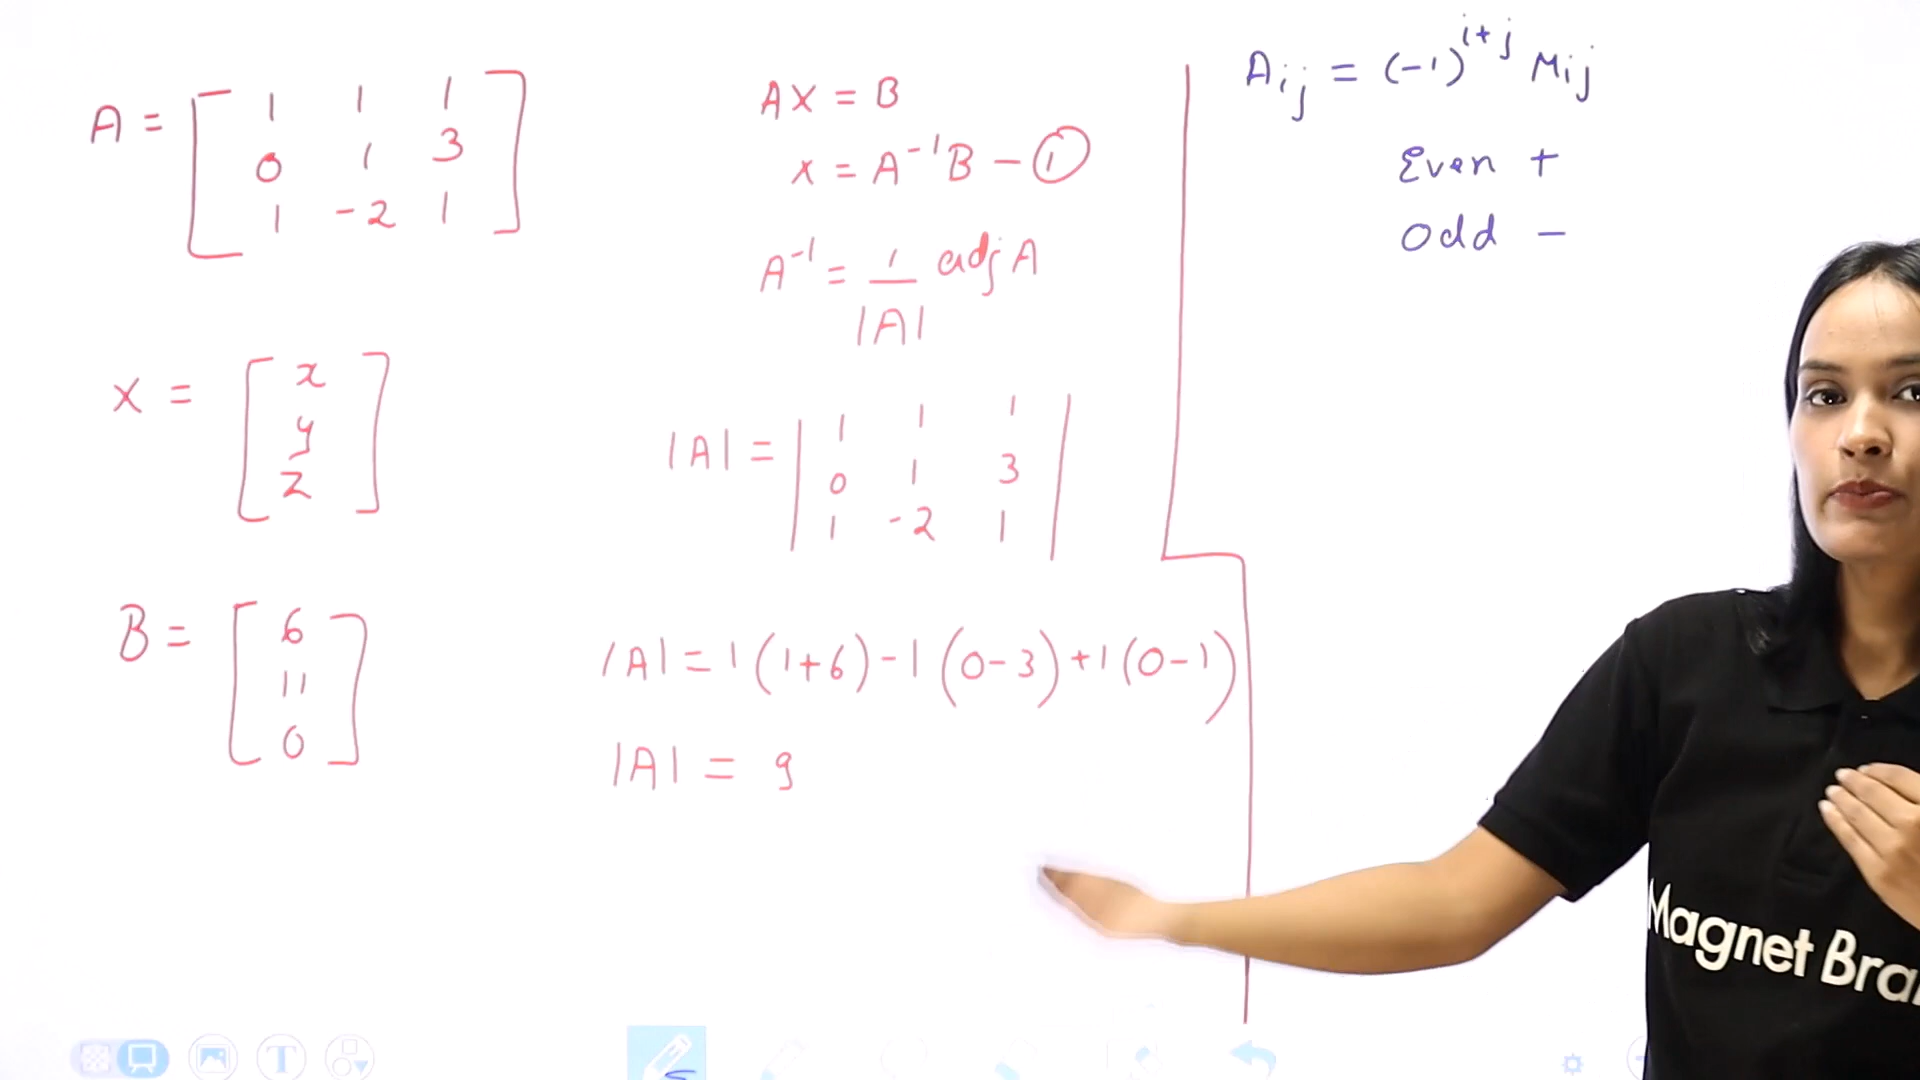 A = [ 1 1 1
0 1 3
1 -2 1 ]
X = [ x
y
z ]
B = [ 6
11
0 ]
AX = B
X = A⁻¹B – ①
A⁻¹ = 1/|A| adj A
|A| = | 1 1 1
0 1 3
1 -2 1 |
|A| = 1(1+6) - 1(0-3) + 1(0-1)
|A| = 9
Aij = (-1)^i+j Mij
Even +
Odd –
Magnet Bra
T